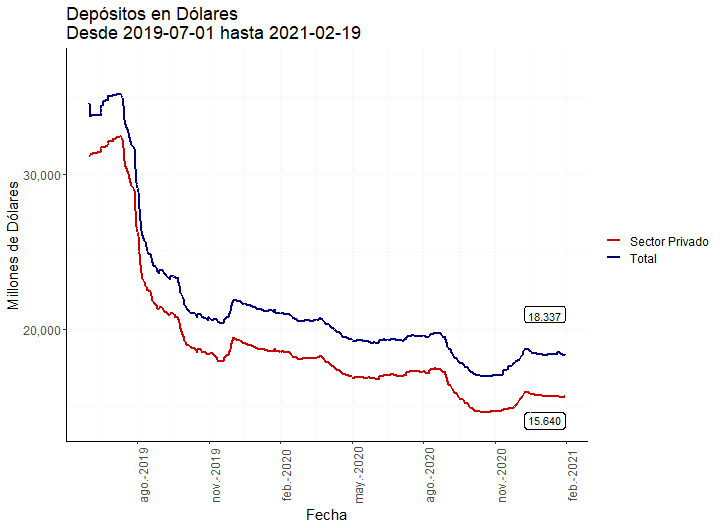 Depósitos en Dólares
Desde 2019-07-01 hasta 2021-02-19
Millones de Dólares
30,000
20,000
18.337
15.640
Sector Privado
Total
ago.-2019
nov.-2019
feb.-2020
may.-2020
ago.-2020
nov.-2020
feb.-2021
Fecha